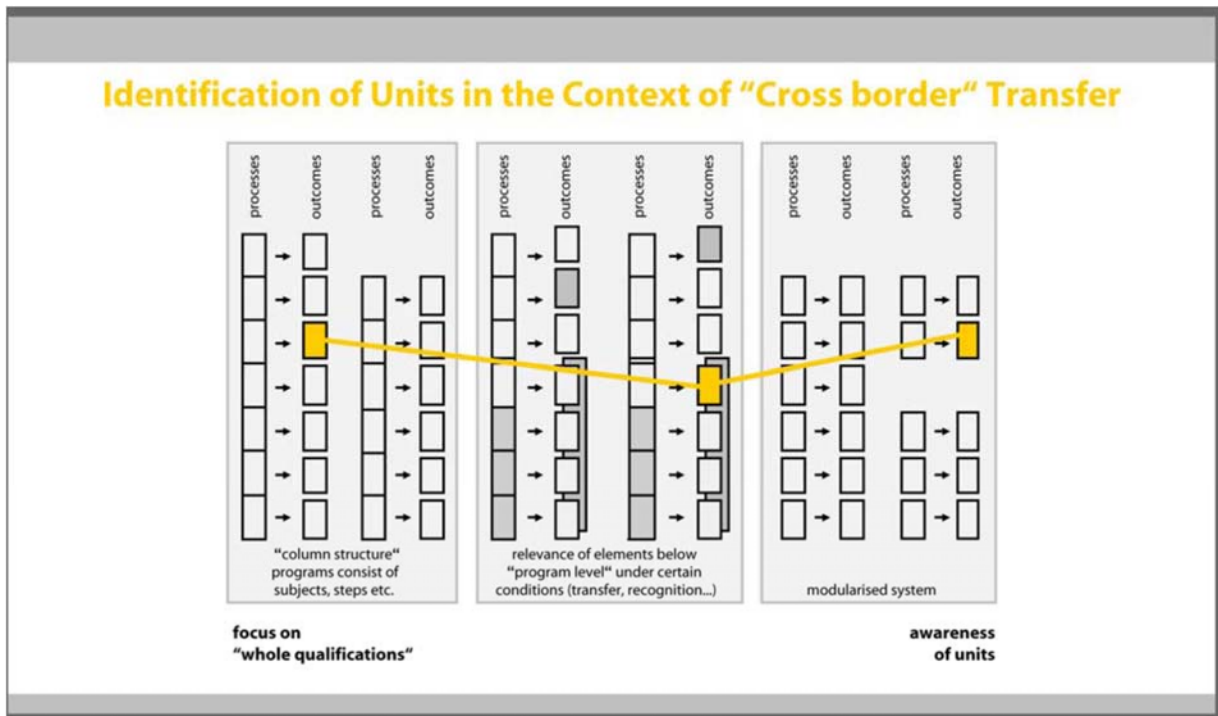 Identification of Units in the Context of “Cross border“ Transfer
processes
outcomes
processes
outcomes
processes
outcomes
processes
outcomes
processes
outcomes
processes
outcomes
“column structure“
programs consist of
subjects, steps etc.
relevance of elements below
“program level“ under certain
conditions (transfer, recognition...)
modularised system
focus on
“whole qualifications“
awareness
of units